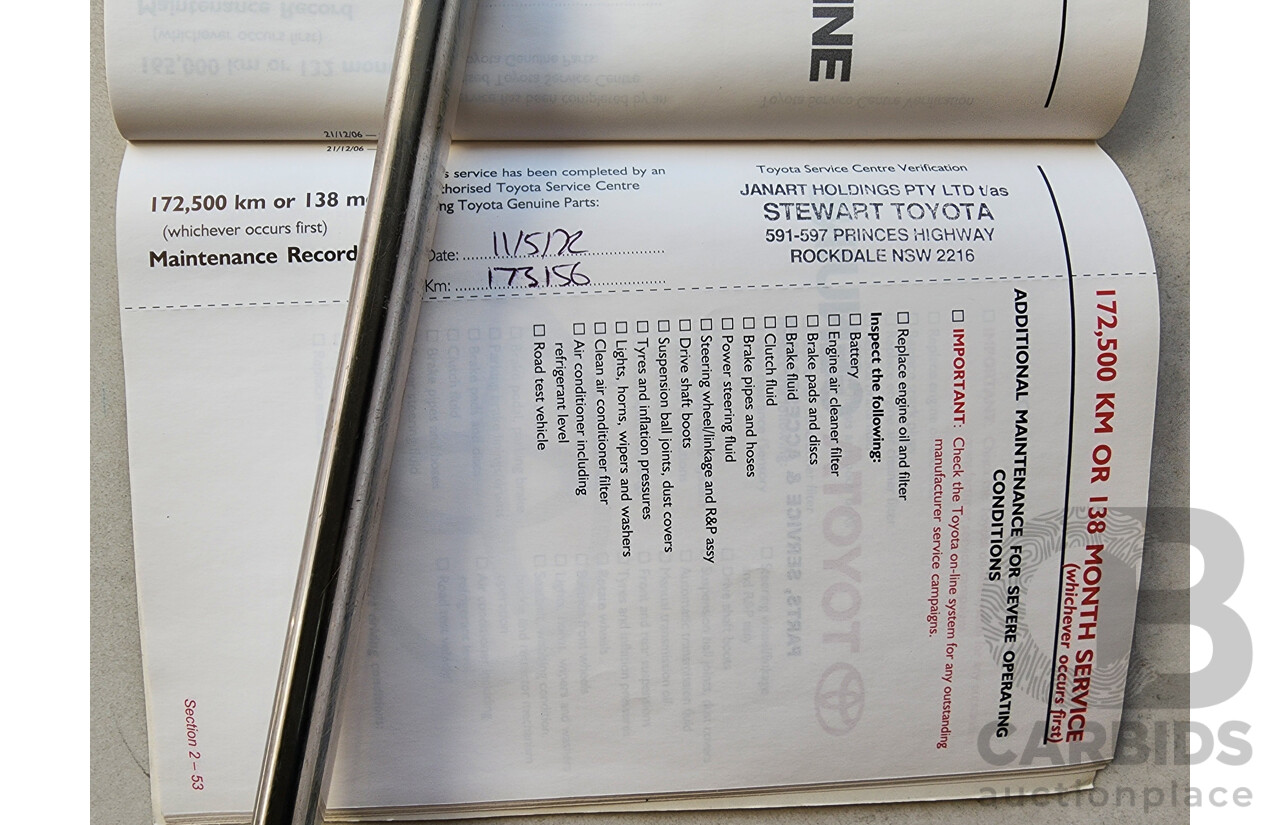 INE
21/12/06
21/12/06
172,500 km or 138
(whichever occurs first)
Maintenance Record
service has been completed by an
Toyota Service Centre
Toyota Genuine Parts:
Date: 11/5/22
Km: 173156
Toyota Service Centre Verification
JANART HOLDINGS PTY LTD t/as
STEWART TOYOTA
591-597 PRINCES HIGHWAY
ROCKDALE NSW 2216
172,500 KM OR 138 MONTH SERVICE
(whichever occurs first)
ADDITIONAL MAINTENANCE FOR SEVERE OPERATING
CONDITIONS
IMPORTANT: Check the Toyota on-line system for any outstanding
manufacturer service campaigns.
Replace engine oil and filter
Inspect the following:
Battery
Engine air cleaner filter
Brake pads and discs
Brake fluid
Clutch fluid
Brake pipes and hoses
Power steering fluid
Steering wheel/linkage and R&P assy
Drive shaft boots
Suspension ball joints, dust covers
Tyres and inflation pressures
Lights, horns, wipers and washers
Clean air conditioner filter
Air conditioner including
refrigerant level
Road test vehicle
Section 2 – 53
CARBIDS
auctionplace